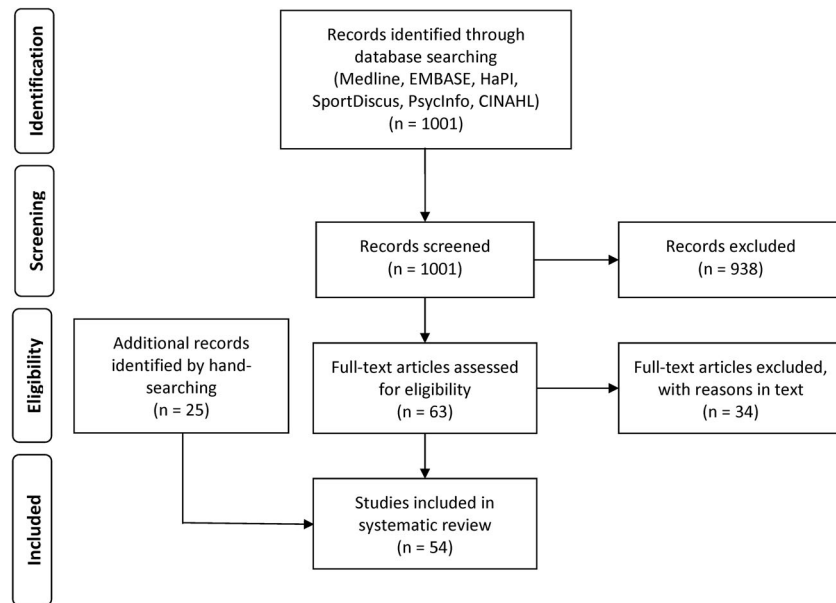 Identification
Records identified through
database searching
(Medline, EMBASE, HaPI,
SportDiscus, PsycInfo, CINAHL)
(n = 1001)
Screening
Records screened
(n = 1001)
Records excluded
(n = 938)
Eligibility
Additional records
identified by hand-
searching
(n = 25)
Full-text articles assessed
for eligibility
(n = 63)
Full-text articles excluded,
with reasons in text
(n = 34)
Included
Studies included in
systematic review
(n = 54)